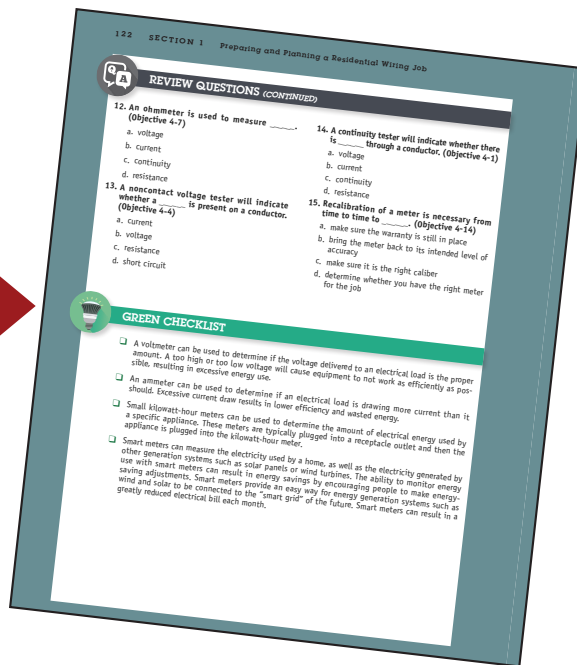 122 SECTION 1 Preparing and Planning a Residential Wiring Job
Q
A
REVIEW QUESTIONS (CONTINUED)
12. An ohmmeter is used to measure ______.
(Objective 4-7)
a. voltage
b. current
c. continuity
d. resistance
13. A noncontact voltage tester will indicate
whether a ______ is present on a conductor.
(Objective 4-4)
a. current
b. voltage
c. resistance
d. short circuit
14. A continuity tester will indicate whether there
is ______ through a conductor. (Objective 4-1)
a. voltage
b. current
c. continuity
d. resistance
15. Recalibration of a meter is necessary from
time to time to ______. (Objective 4-14)
a. make sure the warranty is still in place
b. bring the meter back to its intended level of
accuracy
c. make sure it is the right caliber
d. determine whether you have the right meter
for the job
GREEN CHECKLIST
❑ A voltmeter can be used to determine if the voltage delivered to an electrical load is the proper
amount. A too high or too low voltage will cause equipment to not work as efficiently as pos-
sible, resulting in excessive energy use.
❑ An ammeter can be used to determine if an electrical load is drawing more current than it
should. Excessive current draw results in lower efficiency and wasted energy.
❑ Small kilowatt-hour meters can be used to determine the amount of electrical energy used by
a specific appliance. These meters are typically plugged into a receptacle outlet and then the
appliance is plugged into the kilowatt-hour meter.
❑ Smart meters can measure the electricity used by a home, as well as the electricity generated by
other generation systems such as solar panels or wind turbines. The ability to monitor energy
use with smart meters can result in energy savings by encouraging people to make energy-
saving adjustments. Smart meters provide an easy way for energy generation systems such as
wind and solar to be connected to the “smart grid” of the future. Smart meters can result in a
greatly reduced electrical bill each month.